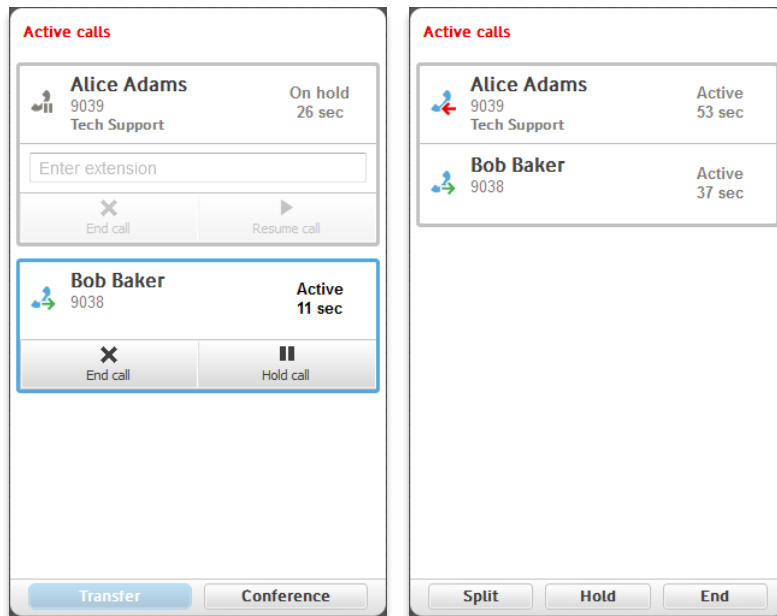 Active calls
Alice Adams
9039
Tech Support
On hold
26 sec
Enter extension
End call
Resume call
Bob Baker
9038
Active
11 sec
End call
Hold call
Transfer
Conference
Active calls
Alice Adams
9039
Tech Support
Active
53 sec
Bob Baker
9038
Active
37 sec
Split
Hold
End